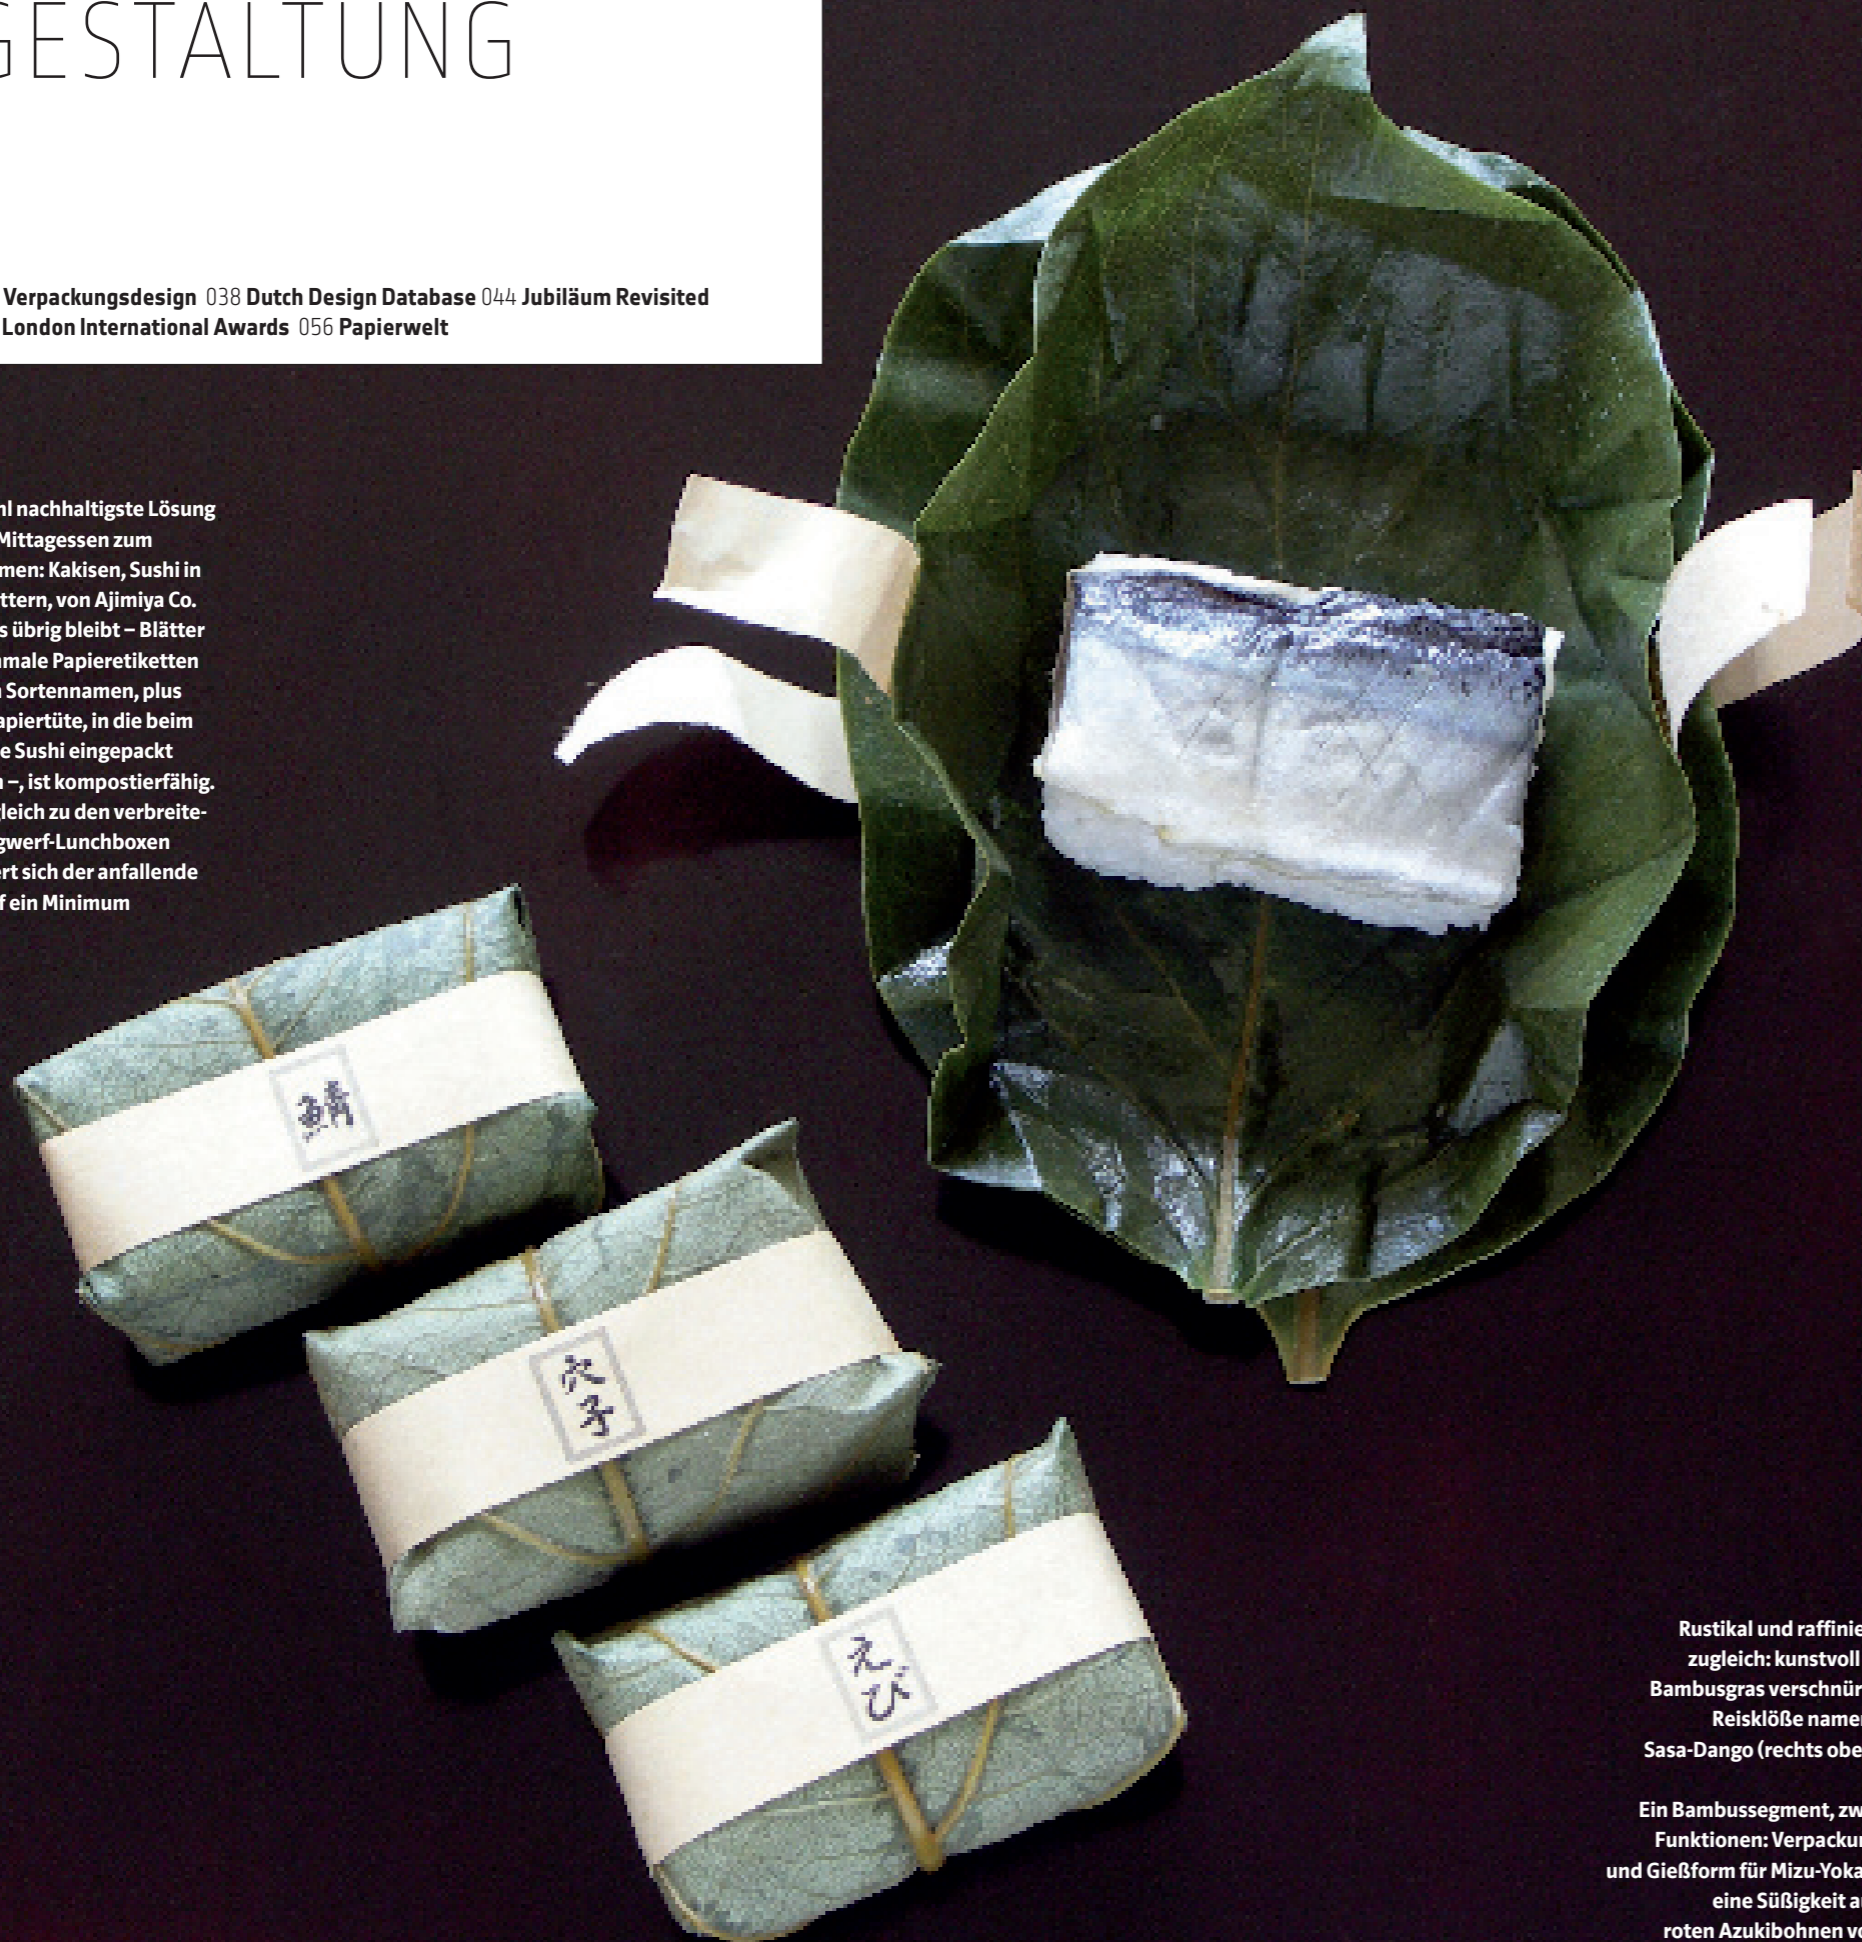 GESTALTUNG
Verpackungsdesign 038 Dutch Design Database 044 Jubiläum Revisited
London International Awards 056 Papierwelt
nachhaltigste Lösung
Mittagessen zum
men: Kakisen, Sushi in
ttern, von Ajimiya Co.
s übrig bleibt – Blätter
male Papieretiketten
Sortennamen, plus
apiertüte, in die beim
e Sushi eingepackt
–, ist kompostierfähig.
gleich zu den verbreite-
gwerf-Lunchboxen
ert sich der anfallende
f ein Minimum
鯖
穴子
えび
Rustikal und raffinie
zugleich: kunstvoll
Bambusgras verschnür
Reisklöße name
Sasa-Dango (rechts obe
Ein Bambussegment, zw
Funktionen: Verpacku
und Gießform für Mizu-Yoka
eine Süßigkeit a
roten Azukibohnen vo